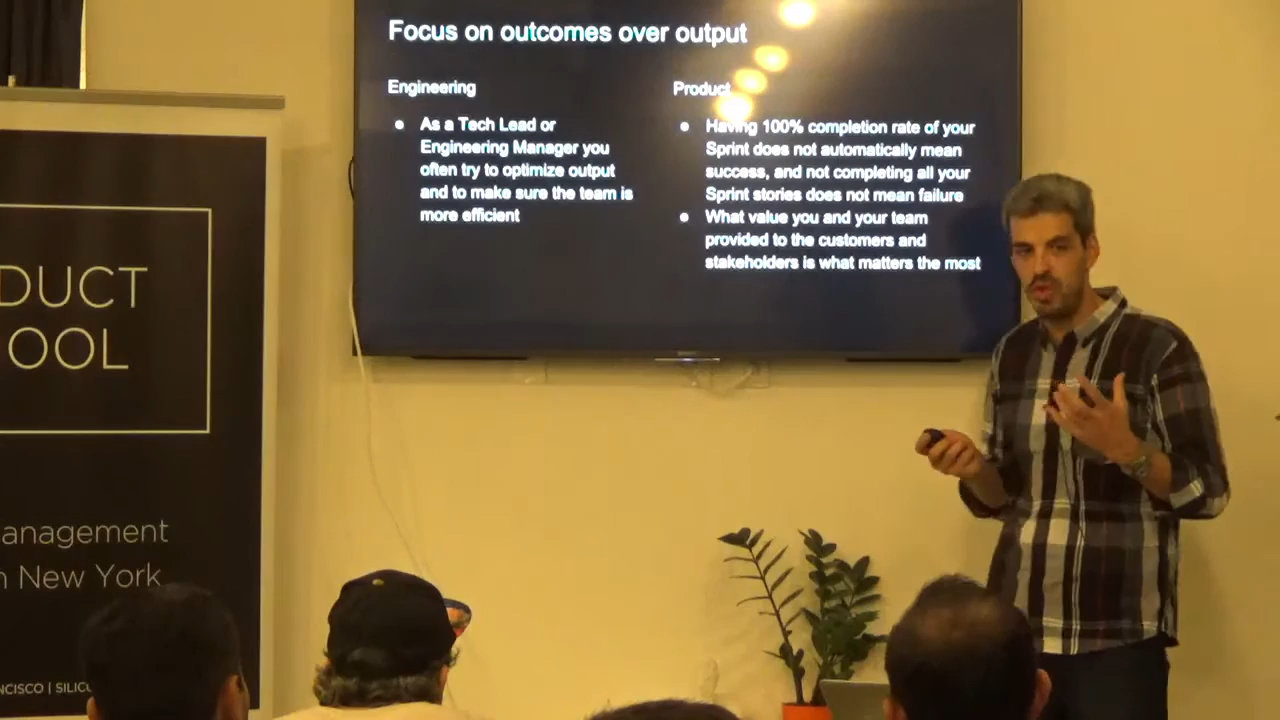 Focus on outcomes over output
Engineering
As a Tech Lead or
Engineering Manager you
often try to optimize output
and to make sure the team is
more efficient
Product
Having 100% completion rate of your
Sprint does not automatically mean
success, and not completing all your
Sprint stories does not mean failure
What value you and your team
provided to the customers and
stakeholders is what matters the most
DUCT
OOL
anagement
n New York
NCISCO | SILIC